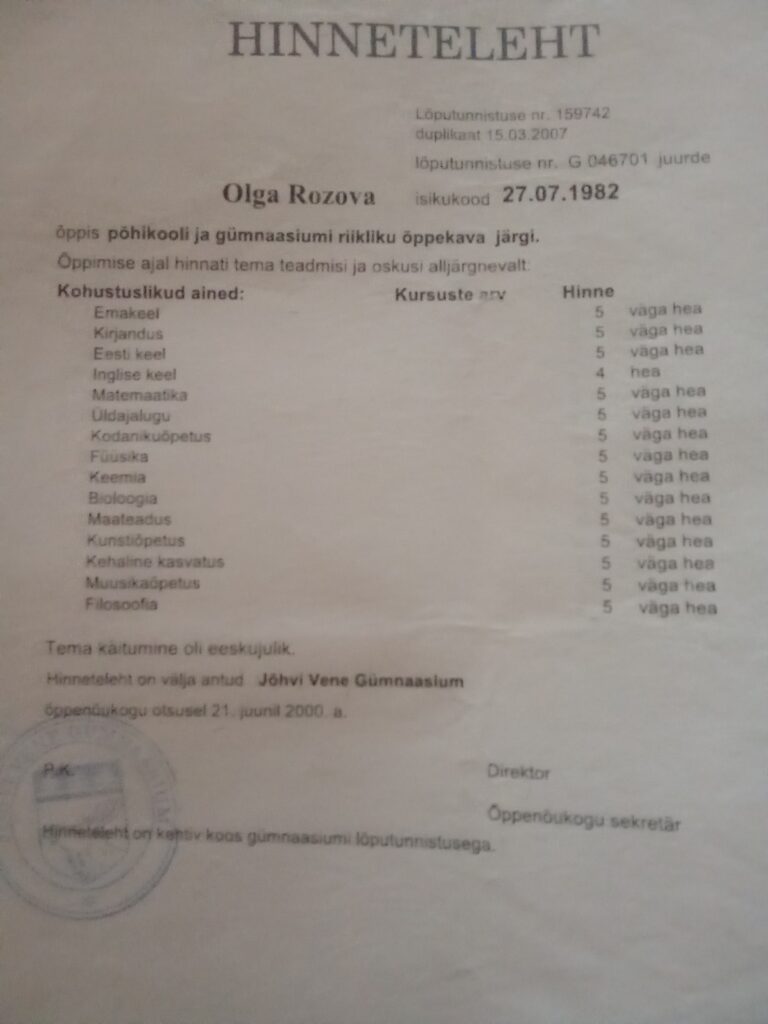 HINNETELEHT
Lõputunnistuse nr. 159742
duplikaat 15.03.2007
lõputunnistuse nr. G 046701 juurde
Olga Rozova isikukood 27.07.1982
õppis põhikooli ja gümnaasiumi riikliku õppekava järgi.
Õppimise ajal hinnati tema teadmisi ja oskusi alljärgnevalt:
Kohustuslikud ained: Kursuste arv Hinne
Emakeel 5 väga hea
Kirjandus 5 väga hea
Eesti keel 5 väga hea
Inglise keel 4 hea
Matemaatika 5 väga hea
Üldajalugu 5 väga hea
Kodanikuõpetus 5 väga hea
Füüsika 5 väga hea
Keemia 5 väga hea
Bioloogia 5 väga hea
Maateadus 5 väga hea
Kunstiõpetus 5 väga hea
Kehaline kasvatus 5 väga hea
Muusikaõpetus 5 väga hea
Filosoofia 5 väga hea
Tema käitumine oli eeskujulik.
Hinneteleht on välja antud Jõhvi Vene Gümnaasium
õppenõukogu otsusel 21. juunil 2000. a.
P.K. Direktor
Õppenõukogu sekretär
Hinneteleht on kehtiv koos gümnaasiumi lõputunnistusega.
VENE GÜMNAASIUM